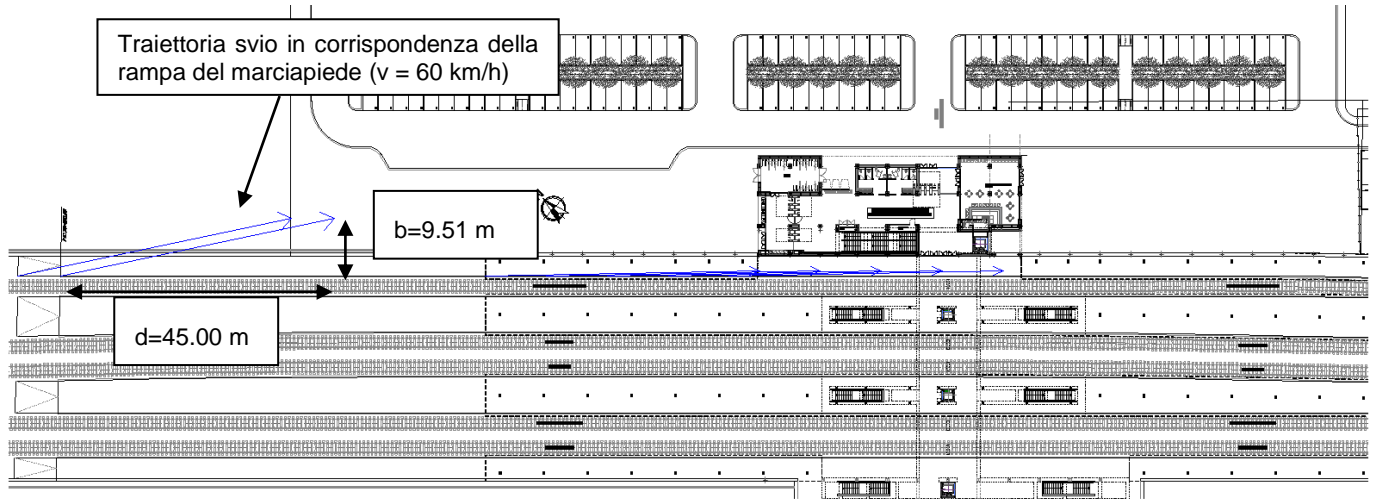 Traiettoria svio in corrispondenza della
rampa del marciapiede (v = 60 km/h)
b=9.51 m
d=45.00 m